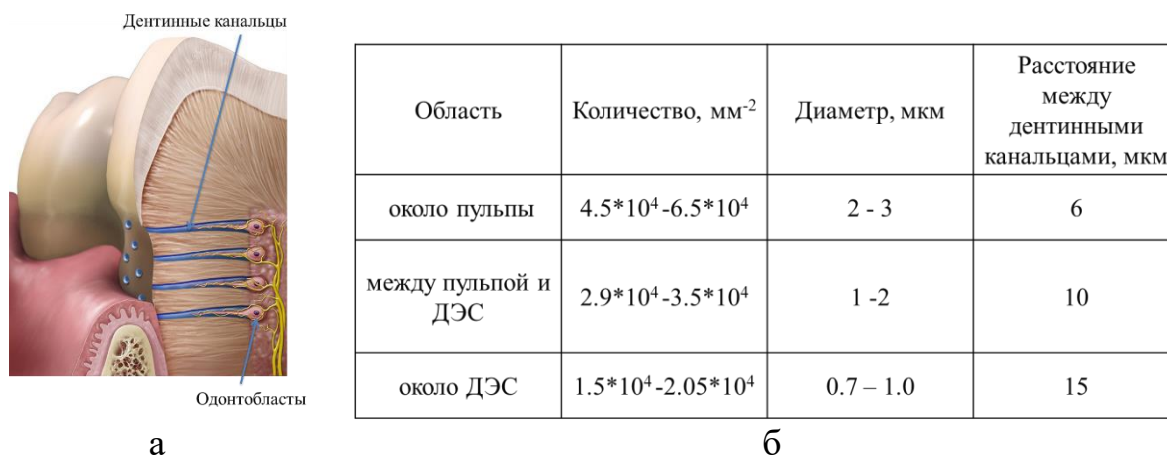 Дентинные канальцы
Одонтобласты
а
Область
Количество, мм-2
Диаметр, мкм
Расстояние
между
дентинными
канальцами, мкм
около пульпы
4.5*10⁴-6.5*10⁴
2 - 3
6
между пульпой и
ДЭС
2.9*10⁴-3.5*10⁴
1 -2
10
около ДЭС
1.5*10⁴-2.05*10⁴
0.7 – 1.0
15
б